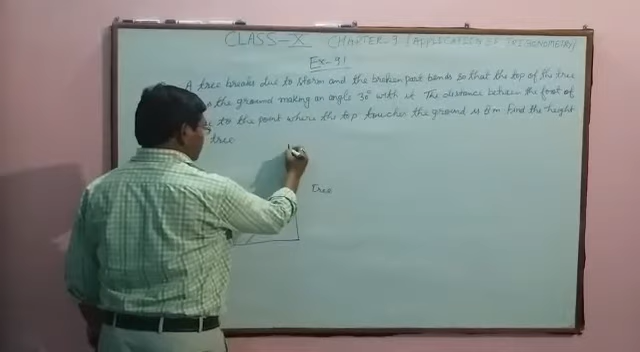 CLASS-X CHAPTER-9 (APPLICATION OF TRIGONOMETRY)
Ex-9.1
A tree breaks due to storm and the broken part bends so that the top of the tree
the ground making an angle 30° with it. The distance between the foot of
to the point where the top touches the ground is 8m. Find the height
tree
Tree